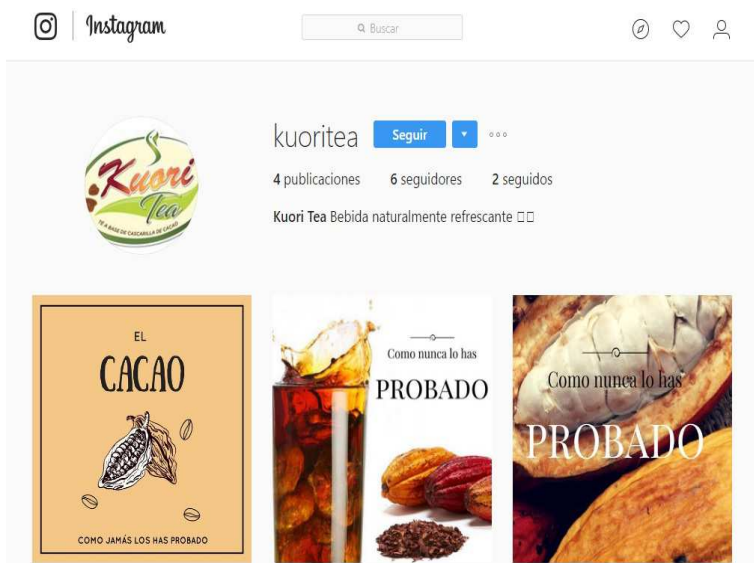 Instagram
Buscar
kuoritea Seguir
4 publicaciones 6 seguidores 2 seguidos
Kuori Tea Bebida naturalmente refrescante
Kuori
Tea
TÉ A BASE DE CASCARILLA DE CACAO
EL
CACAO
COMO JAMÁS LOS HAS PROBADO
Como nunca lo has
PROBADO
Como nunca lo has
PROBADO